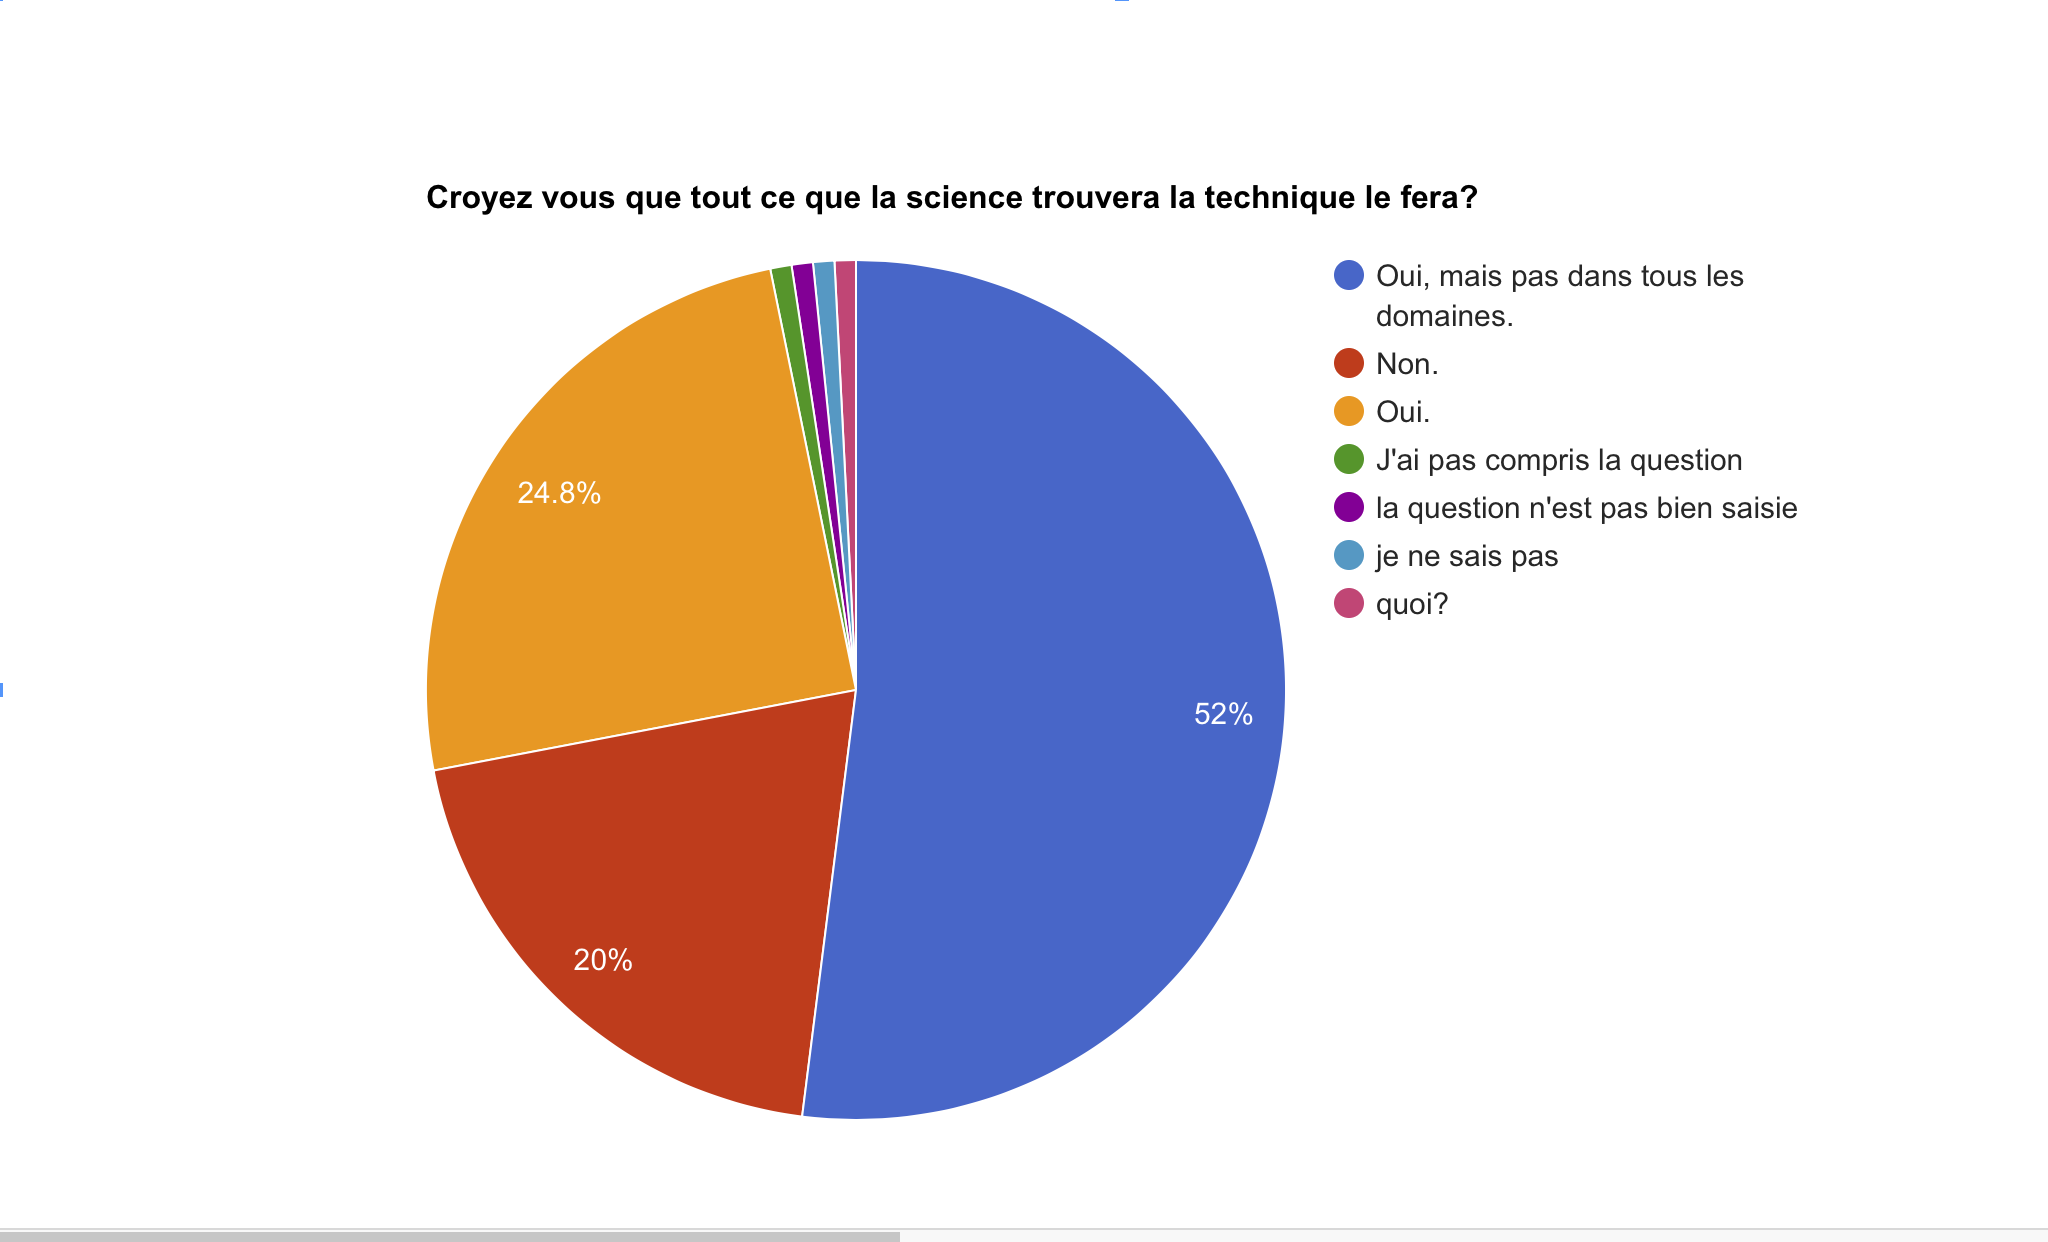 Croyez vous que tout ce que la science trouvera la technique le fera?
Oui, mais pas dans tous les
domaines.
Non.
Oui.
J'ai pas compris la question
la question n'est pas bien saisie
je ne sais pas
quoi?
24.8%
52%
20%